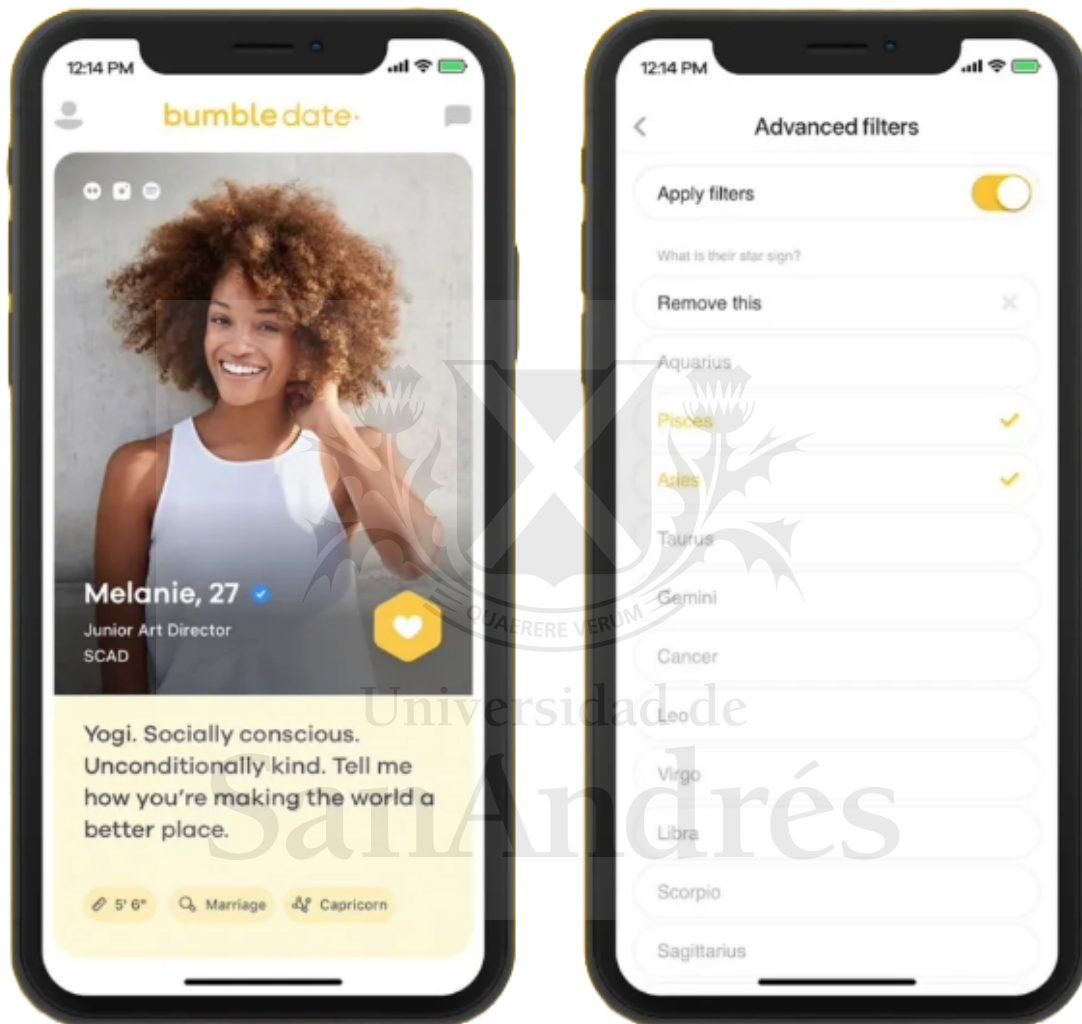 12:14 PM
bumble date
Melanie, 27
Junior Art Director
SCAD
Yogi. Socially conscious.
Unconditionally kind. Tell me
how you're making the world a
better place.
5' 6"
Marriage
Capricorn
12:14 PM
Advanced filters
Apply filters
What is their star sign?
Remove this
Aquarius
Pisces
Aries
Taurus
Gemini
Cancer
Leo
Virgo
Libra
Scorpio
Sagittarius
QUAERERE VERUM
Universidad de
SanAndrés